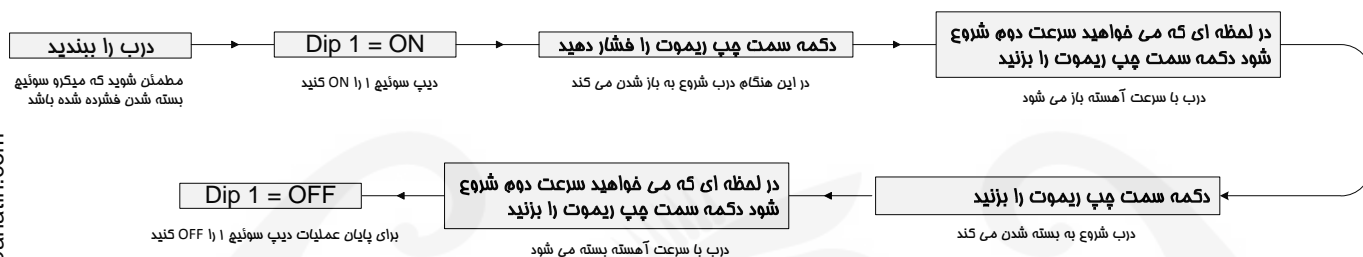 درب را ببندید
مطمئن شوید که میکرو سوئیچ
بسته شدن فشرده شده باشد
Dip 1 = ON
دیپ سوئیچ ۱ را ON کنید
دکمه سمت چپ ریموت را فشار دهید
در این هنگام درب شروع به باز شدن می کند
در لحظه ای که می خواهید سرعت دوم شروع
شود دکمه سمت چپ ریموت را بزنید
درب با سرعت آهسته باز می شود
دکمه سمت چپ ریموت را بزنید
درب شروع به بسته شدن می کند
در لحظه ای که می خواهید سرعت دوم شروع
شود دکمه سمت چپ ریموت را بزنید
درب با سرعت آهسته بسته می شود
Dip 1 = OFF
برای پایان عملیات دیپ سوئیچ ۱ را OFF کنید